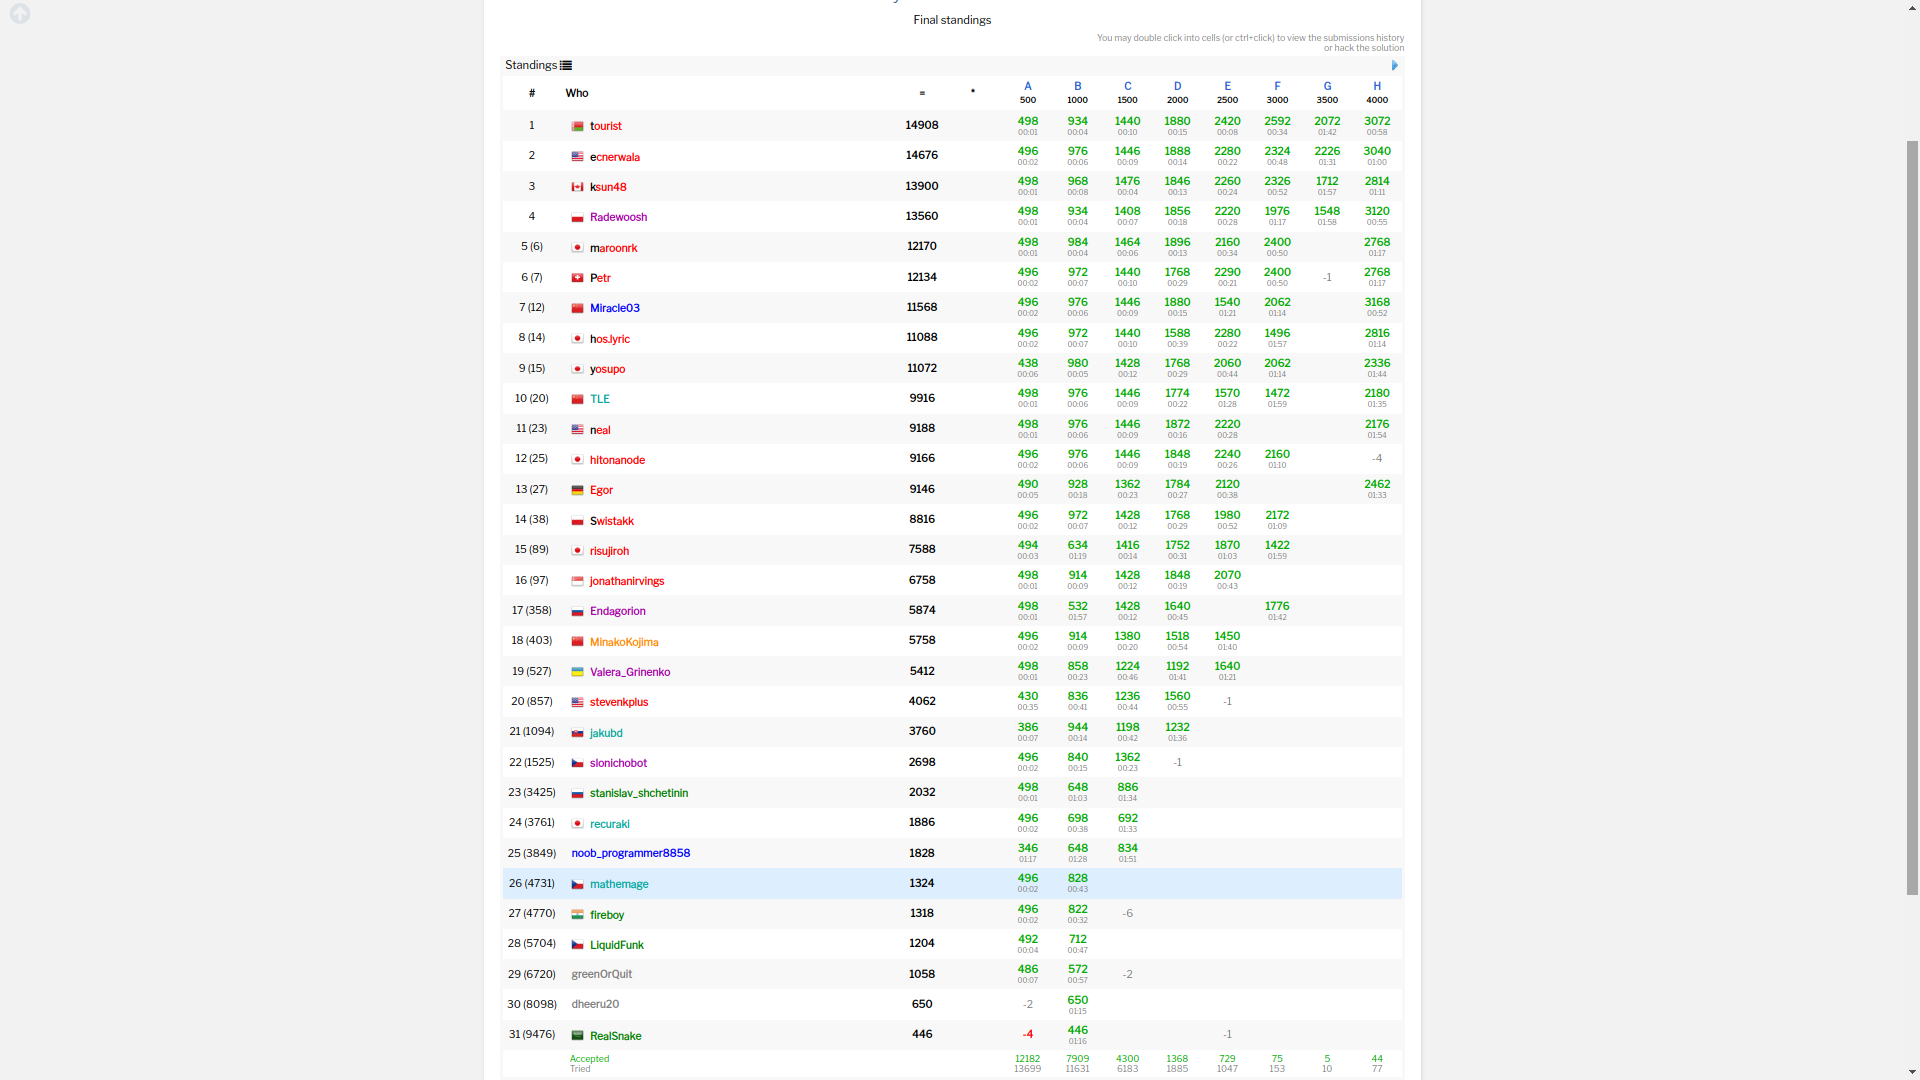 Final standings
You may double click into cells (or ctrl+click) to view the submissions history
or hack the solution
Standings
# Who = * A B C D E F G H
500 1000 1500 2000 2500 3000 3500 4000
1 tourist 14908 498 934 1440 1880 2420 2592 2072 3072
00:01 00:04 00:10 00:15 00:08 00:34 01:42 00:58
2 ecnerwala 14676 496 976 1446 1888 2280 2324 2226 3040
00:02 00:06 00:09 00:14 00:22 00:48 01:31 01:00
3 ksun48 13900 498 968 1476 1846 2260 2326 1712 2814
00:01 00:08 00:04 00:13 00:24 00:52 01:57 01:11
4 Radewoosh 13560 498 934 1408 1856 2220 1976 1548 3120
00:01 00:04 00:07 00:18 00:28 01:17 01:58 00:55
5 (6) maroonrk 12170 498 984 1464 1896 2160 2400 2768
00:01 00:04 00:06 00:13 00:34 00:50 01:17
6 (7) Petr 12134 496 972 1440 1768 2290 2400 -1 2768
00:02 00:07 00:10 00:29 00:21 00:50 01:17
7 (12) Miracle03 11568 496 976 1446 1880 1540 2062 3168
00:02 00:06 00:09 00:15 01:21 01:14 00:52
8 (14) hos.lyric 11088 496 972 1440 1588 2280 1496 2816
00:02 00:07 00:10 00:39 00:22 01:57 01:14
9 (15) yosupo 11072 438 980 1428 1768 2060 2062 2336
00:06 00:05 00:12 00:29 00:44 01:14 01:44
10 (20) TLE 9916 498 976 1446 1774 1570 1472 2180
00:01 00:06 00:09 00:22 01:28 01:59 01:35
11 (23) neal 9188 498 976 1446 1872 2220 2176
00:01 00:06 00:09 00:16 00:28 01:54
12 (25) hitonanode 9166 496 976 1446 1848 2240 2160 -4
00:02 00:06 00:09 00:19 00:26 01:10
13 (27) Egor 9146 490 928 1362 1784 2120 2462
00:05 00:18 00:23 00:27 00:38 01:33
14 (38) Swistakk 8816 496 972 1428 1768 1980 2172
00:02 00:07 00:12 00:29 00:52 01:09
15 (89) risujiroh 7588 494 634 1416 1752 1870 1422
00:03 01:19 00:14 00:31 01:03 01:59
16 (97) jonathanirvings 6758 498 914 1428 1848 2070
00:01 00:09 00:12 00:19 00:43
17 (358) Endagorion 5874 498 532 1428 1640 1776
00:01 01:57 00:12 00:45 01:42
18 (403) MinakoKojima 5758 496 914 1380 1518 1450
00:02 00:09 00:20 00:54 01:40
19 (527) Valera_Grinenko 5412 498 858 1224 1192 1640
00:01 00:23 00:46 01:41 01:21
20 (857) stevenkplus 4062 430 836 1236 1560 -1
00:35 00:41 00:44 00:55
21 (1094) jakubd 3760 386 944 1198 1232
00:07 00:14 00:42 01:36
22 (1525) slonichobot 2698 496 840 1362 -1
00:02 00:15 00:23
23 (3425) stanislav_shchetinin 2032 498 648 886
00:01 01:03 01:34
24 (3761) recuraki 1886 496 698 692
00:02 00:38 01:33
25 (3849) noob_programmer8858 1828 346 648 834
01:17 01:28 01:51
26 (4731) mathemage 1324 496 828
00:02 00:43
27 (4770) fireboy 1318 496 822 -6
00:02 00:32
28 (5704) LiquidFunk 1204 492 712
00:04 00:47
29 (6720) greenOrQuit 1058 486 572 -2
00:07 00:57
30 (8098) dheeru20 650 -2 650
01:15
31 (9476) RealSnake 446 -4 446 -1
01:16
Accepted 12182 7909 4300 1368 729 75 5 44
Tried 13699 11631 6183 1885 1047 153 10 77